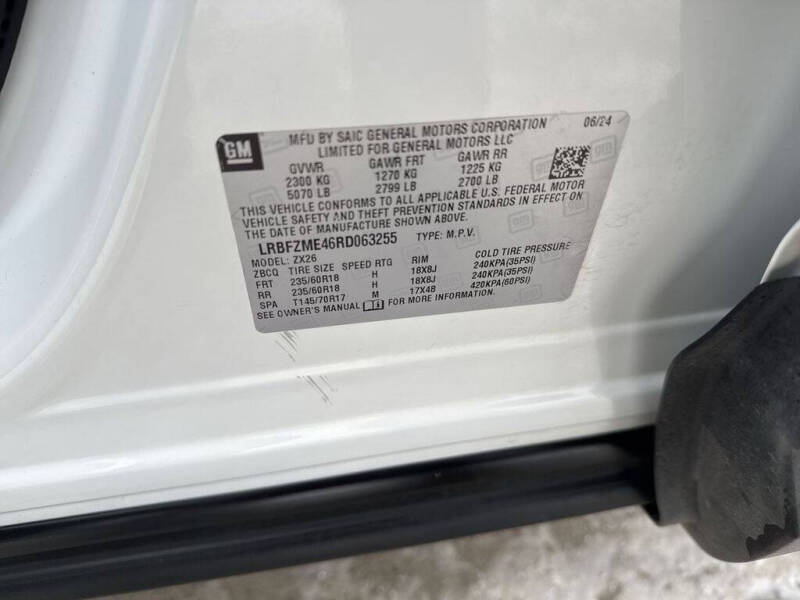 GM
MFD BY SAIC GENERAL MOTORS CORPORATION 06/24
LIMITED FOR GENERAL MOTORS LLC
GVWR GAWR FRT GAWR RR
2300 KG 1270 KG 1225 KG
5070 LB 2799 LB 2700 LB
THIS VEHICLE CONFORMS TO ALL APPLICABLE U.S. FEDERAL MOTOR
VEHICLE SAFETY AND THEFT PREVENTION STANDARDS IN EFFECT ON
THE DATE OF MANUFACTURE SHOWN ABOVE.
LRBFZME46RD063255 TYPE: M.P.V.
MODEL: ZX26
ZBCQ TIRE SIZE SPEED RTG RIM COLD TIRE PRESSURE
FRT 235/60R18 H 18X8J 240KPA(35PSI)
RR 235/60R18 H 18X8J 240KPA(35PSI)
SPA T145/70R17 M 17X4B 420KPA(60PSI)
SEE OWNER'S MANUAL FOR MORE INFORMATION.